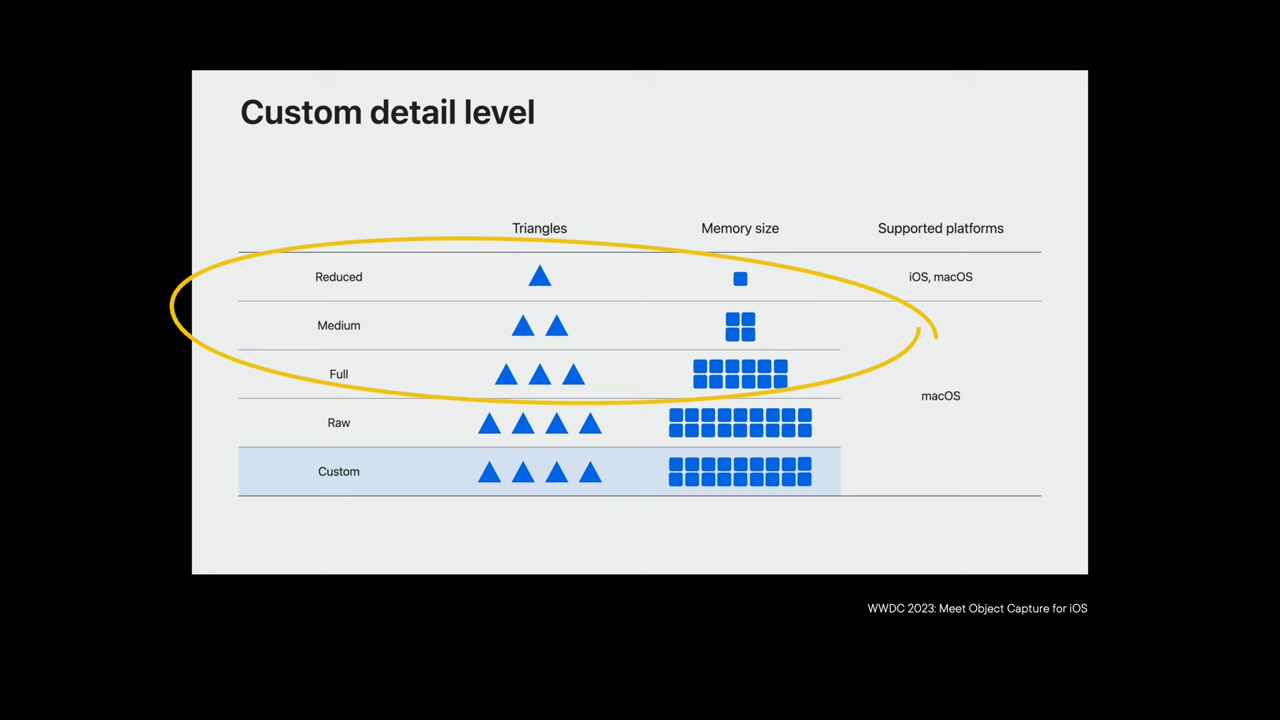 Custom detail level
Triangles Memory size Supported platforms
Reduced iOS, macOS
Medium
Full
macOS
Raw
Custom
WWDC 2023: Meet Object Capture for iOS